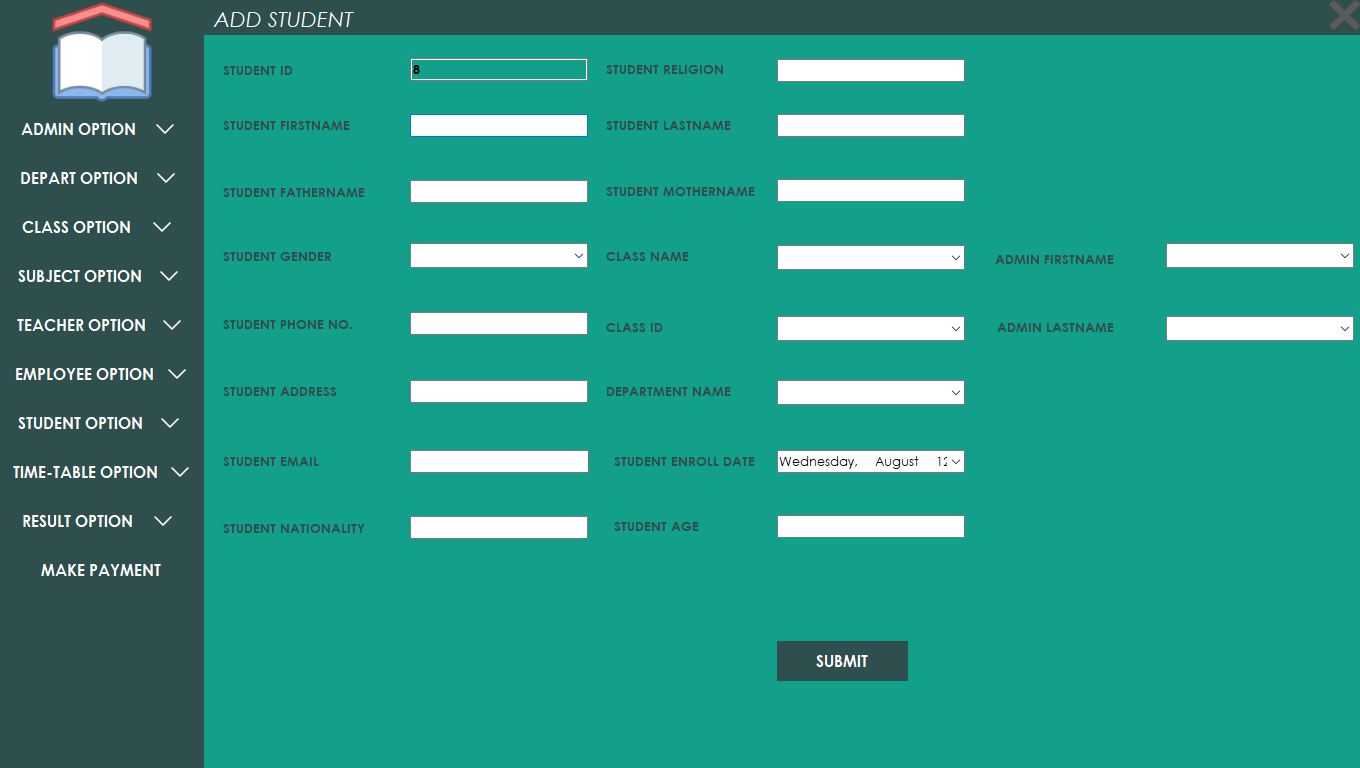 ADD STUDENT
ADMIN OPTION
DEPART OPTION
CLASS OPTION
SUBJECT OPTION
TEACHER OPTION
EMPLOYEE OPTION
STUDENT OPTION
TIME-TABLE OPTION
RESULT OPTION
MAKE PAYMENT
STUDENT ID 8 STUDENT RELIGION
STUDENT FIRSTNAME STUDENT LASTNAME
STUDENT FATHERNAME STUDENT MOTHERNAME
STUDENT GENDER CLASS NAME ADMIN FIRSTNAME
STUDENT PHONE NO. CLASS ID ADMIN LASTNAME
STUDENT ADDRESS DEPARTMENT NAME
STUDENT EMAIL STUDENT ENROLL DATE Wednesday, August 12
STUDENT NATIONALITY STUDENT AGE
SUBMIT